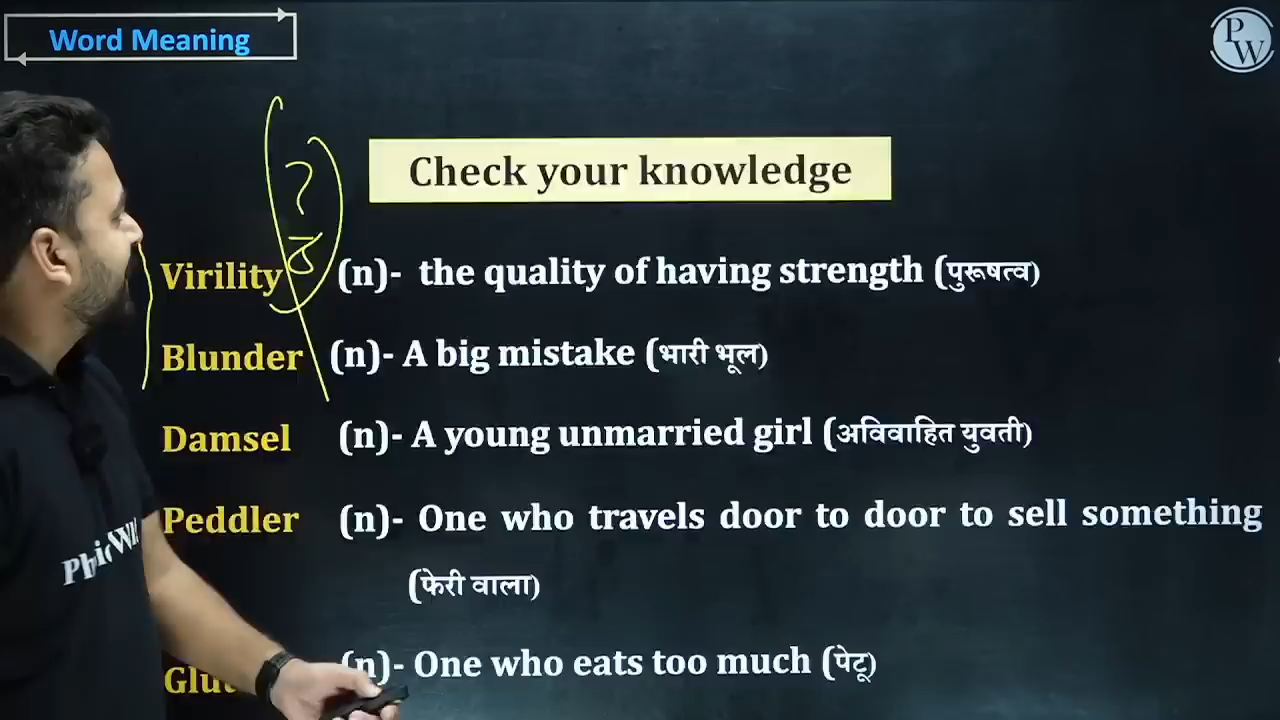 Word Meaning
PW
Check your knowledge
Virility (n)- the quality of having strength (पुरूषत्व)
Blunder (n)- A big mistake (भारी भूल)
Damsel (n)- A young unmarried girl (अविवाहित युवती)
Peddler (n)- One who travels door to door to sell something
(फेरी वाला)
(n)- One who eats too much (पेटू)